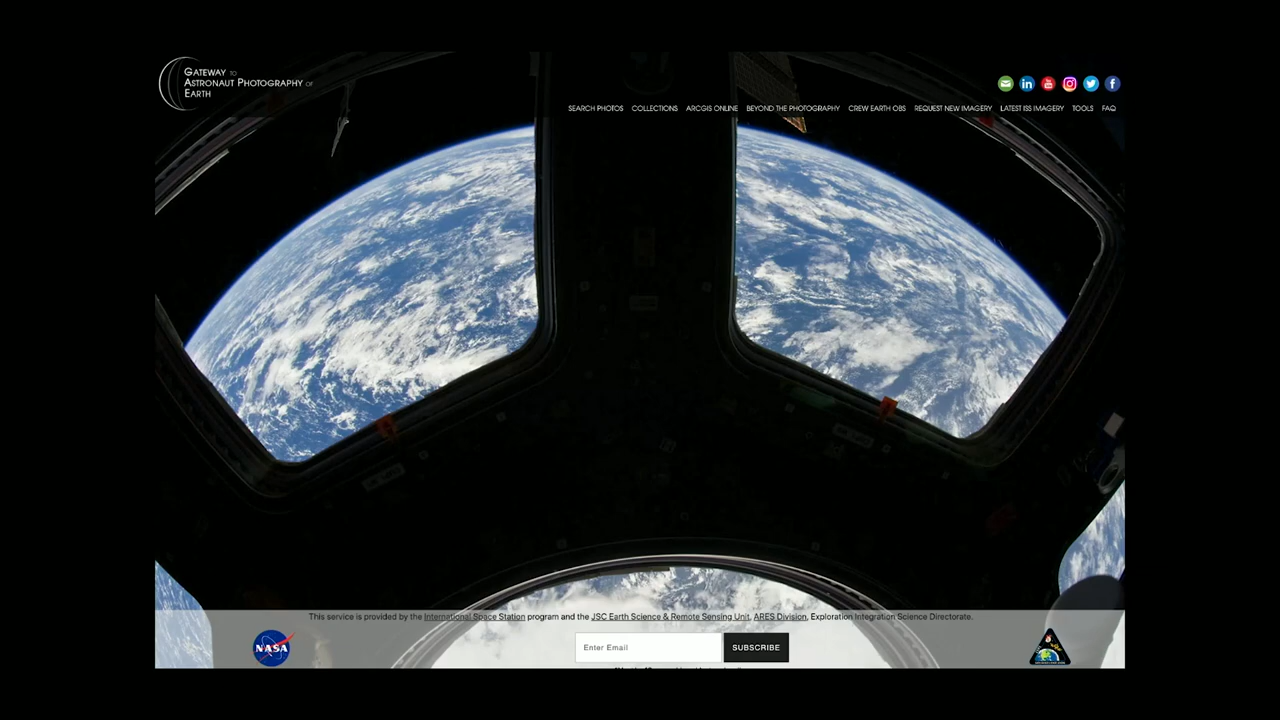 GATEWAY TO
ASTRONAUT PHOTOGRAPHY OF
EARTH
SEARCH PHOTOS COLLECTIONS ARCGIS ONLINE BEYOND THE PHOTOGRAPHY CREW EARTH OBS REQUEST NEW IMAGERY LATEST ISS IMAGERY TOOLS FAQ
This service is provided by the International Space Station program and the JSC Earth Science & Remote Sensing Unit, ARES Division, Exploration Integration Science Directorate.
NASA
Enter Email
SUBSCRIBE